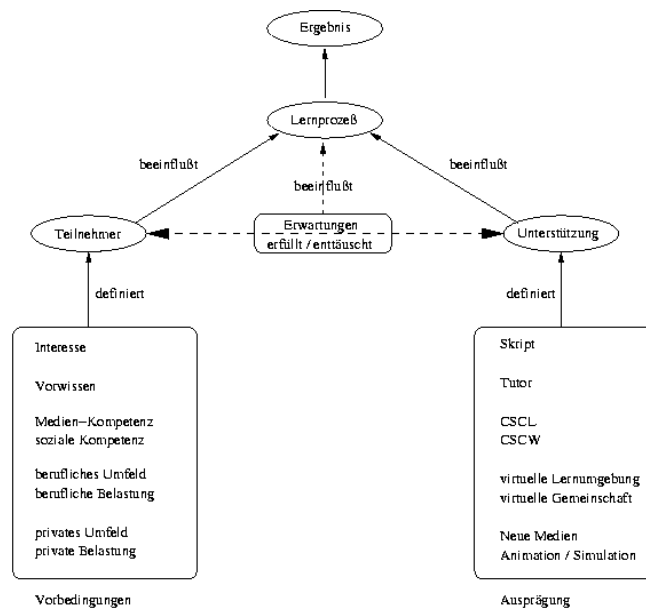 Ergebnis
Lernprozeß
beeinflußt
beeinflußt
beeinflußt
Teilnehmer
Erwartungen
erfüllt / enttäuscht
Unterstützung
definiert
definiert
Interesse
Vorwissen
Medien-Kompetenz
soziale Kompetenz
berufliches Umfeld
berufliche Belastung
privates Umfeld
private Belastung
Vorbedingungen
Skript
Tutor
CSCL
CSCW
virtuelle Lernumgebung
virtuelle Gemeinschaft
Neue Medien
Animation / Simulation
Ausprägung